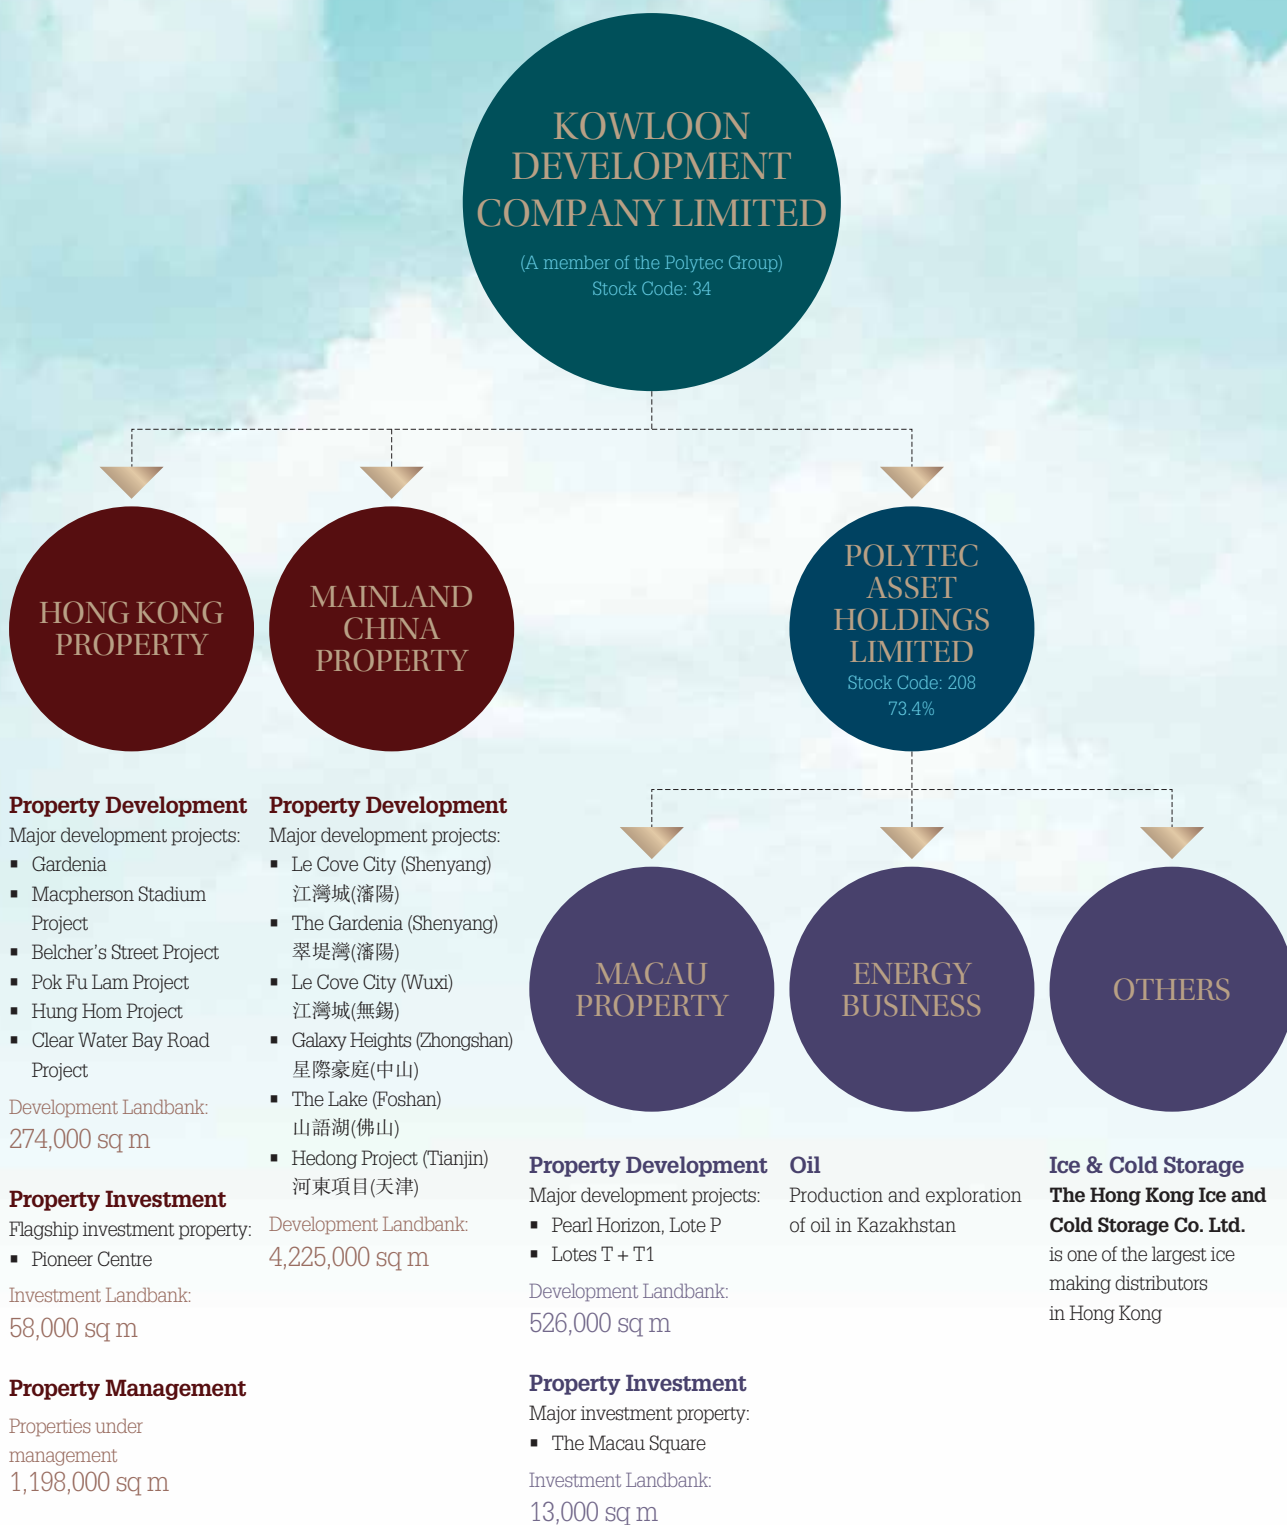 KOWLOON
DEVELOPMENT
COMPANY LIMITED
(A member of the Polytec Group)
Stock Code: 34
HONG KONG
PROPERTY
MAINLAND
CHINA
PROPERTY
POLYTEC
ASSET
HOLDINGS
LIMITED
Stock Code: 208
73.4%
Property Development
Major development projects:
▪ Gardenia
▪ Macpherson Stadium
Project
▪ Belcher's Street Project
▪ Pok Fu Lam Project
▪ Hung Hom Project
▪ Clear Water Bay Road
Project
Development Landbank:
274,000 sq m
Property Investment
Flagship investment property:
▪ Pioneer Centre
Investment Landbank:
58,000 sq m
Property Management
Properties under
management
1,198,000 sq m
Property Development
Major development projects:
▪ Le Cove City (Shenyang)
江灣城(瀋陽)
▪ The Gardenia (Shenyang)
翠堤灣(瀋陽)
▪ Le Cove City (Wuxi)
江灣城(無錫)
▪ Galaxy Heights (Zhongshan)
星際豪庭(中山)
▪ The Lake (Foshan)
山語湖(佛山)
▪ Hedong Project (Tianjin)
河東項目(天津)
Development Landbank:
4,225,000 sq m
MACAU
PROPERTY
ENERGY
BUSINESS
OTHERS
Property Development
Major development projects:
▪ Pearl Horizon, Lote P
▪ Lotes T + T1
Development Landbank:
526,000 sq m
Property Investment
Major investment property:
▪ The Macau Square
Investment Landbank:
13,000 sq m
Oil
Production and exploration
of oil in Kazakhstan
Ice & Cold Storage
The Hong Kong Ice and
Cold Storage Co. Ltd.
is one of the largest ice
making distributors
in Hong Kong